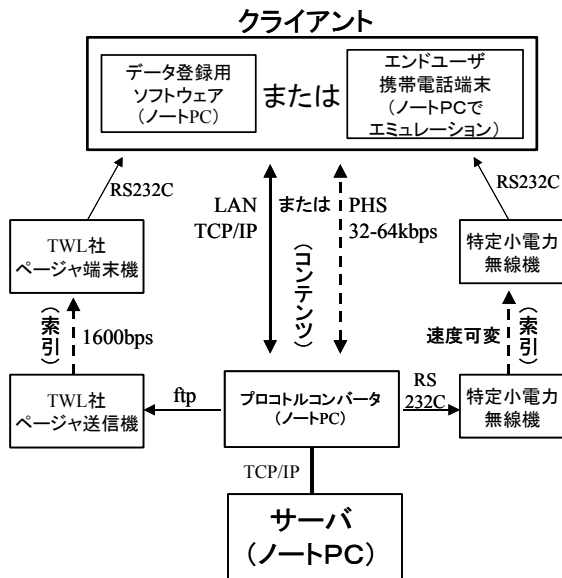 クライアント
データ登録用
ソフトウェア
(ノートPC)
または
エンドユーザ
携帯電話端末
(ノートPCで
エミュレーション)
RS232C
LAN
TCP/IP
または
PHS
32-64kbps
RS232C
TWL社
ページャ端末機
(コンテンツ)
特定小電力
無線機
(索引)
1600bps
速度可変
(索引)
TWL社
ページャ送信機
ftp
プロコトルコンバータ
(ノートPC)
RS
232C
特定小電力
無線機
TCP/IP
サーバ
(ノートPC)